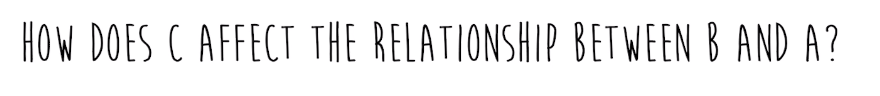 HOW DOES C AFFECT THE RELATIONSHIP BETWEEN B AND A?